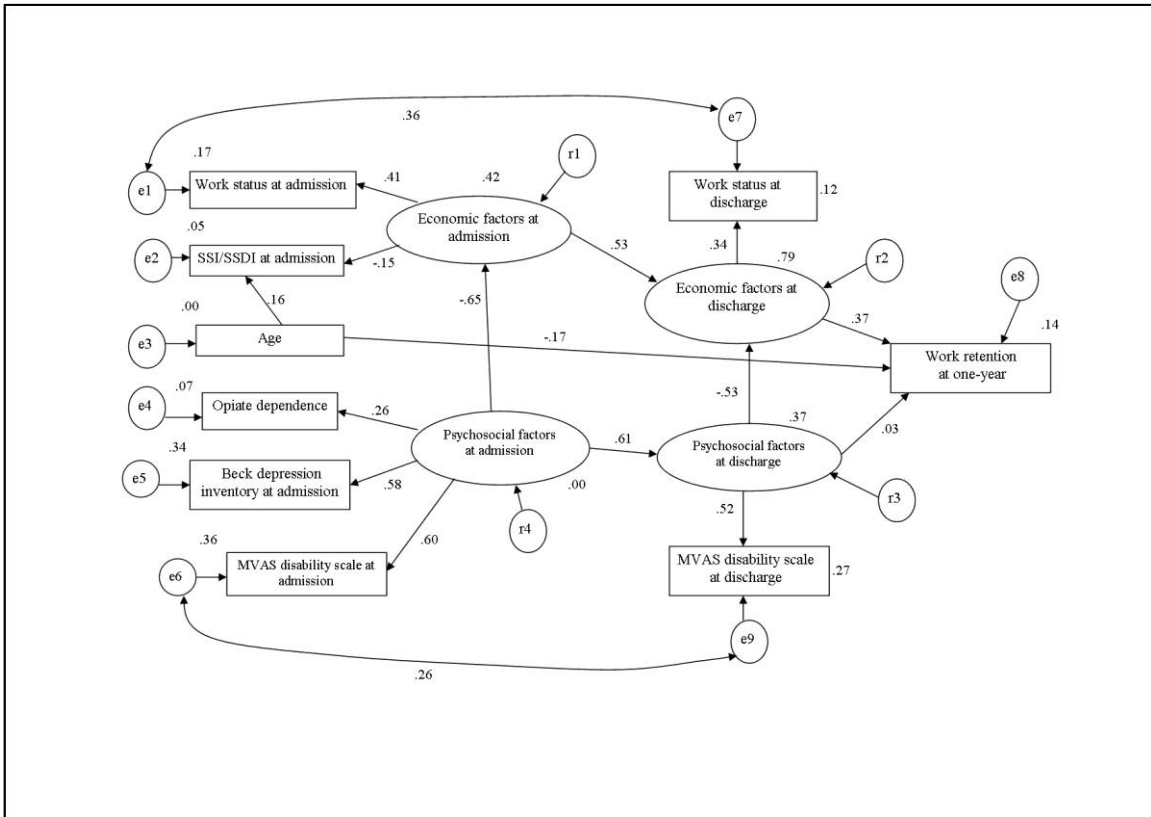 .36
e7
.17
r1
e1
Work status at admission
.41
.42
Work status at
discharge
.12
Economic factors at
admission
.05
e2
SSI/SSDI at admission
-.15
.53
.34
.79
r2
e8
.00
.16
-.65
Economic factors at
discharge
.37
.14
e3
Age
-.17
Work retention
at one-year
.07
e4
Opiate dependence
.26
-.53
.37
.03
Psychosocial factors
at admission
.61
Psychosocial factors
at discharge
.34
e5
Beck depression
inventory at admission
.58
.00
r4
r3
.52
.36
.60
e6
MVAS disability scale at
admission
MVAS disability scale
at discharge
.27
e9
.26